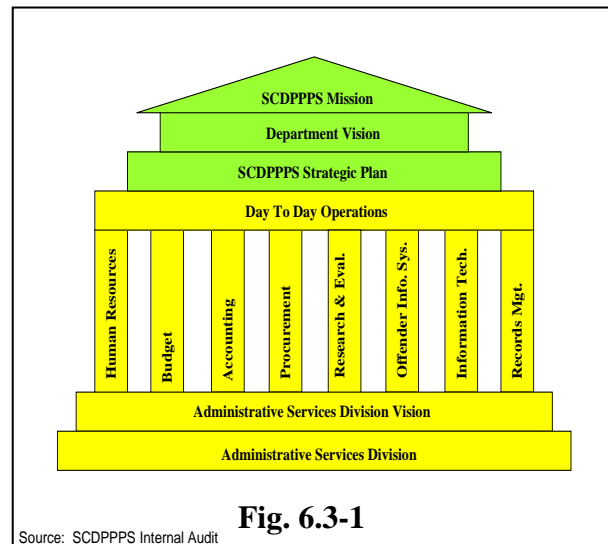 SCDPPPS Mission
Department Vision
SCDPPPS Strategic Plan
Day To Day Operations
Human Resources
Budget
Accounting
Procurement
Research & Eval.
Offender Info. Sys.
Information Tech.
Records Mgt.
Administrative Services Division Vision
Administrative Services Division
Fig. 6.3-1
Source: SCDPPPS Internal Audit